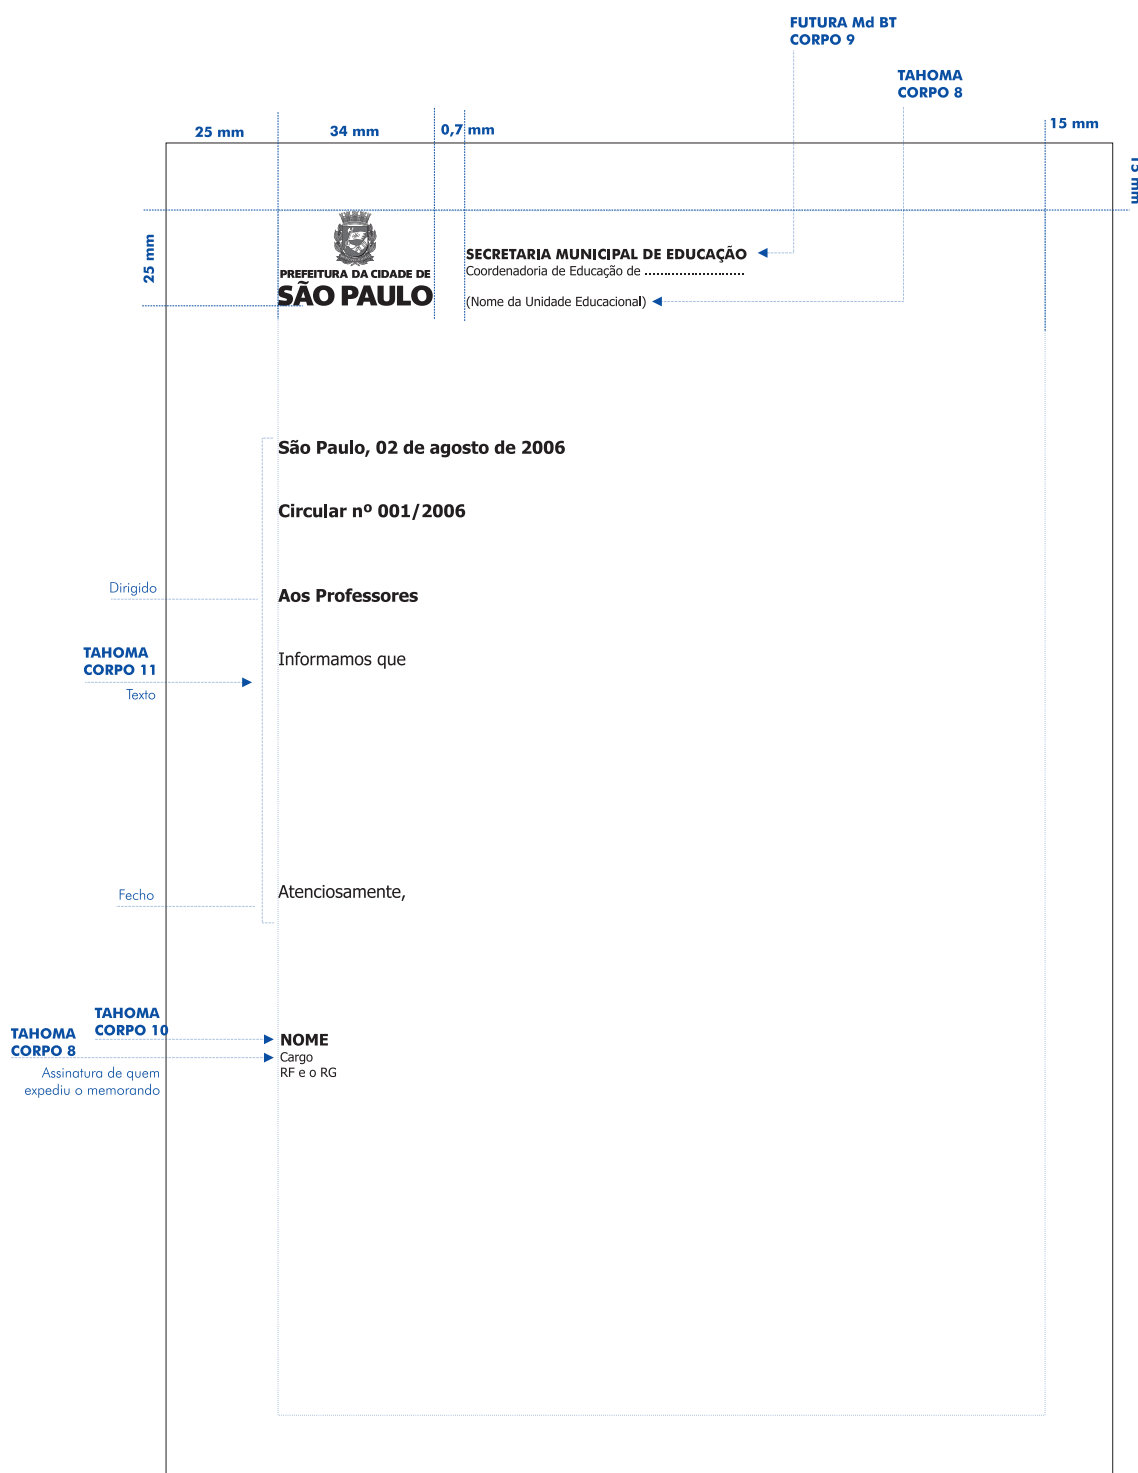 FUTURA Md BT
CORPO 9
TAHOMA
CORPO 8
25 mm
34 mm
0,7 mm
15 mm
15 mm
25 mm
PREFEITURA DA CIDADE DE
SÃO PAULO
SECRETARIA MUNICIPAL DE EDUCAÇÃO
Coordenadoria de Educação de ........................
(Nome da Unidade Educacional)
São Paulo, 02 de agosto de 2006
Circular nº 001/2006
Dirigido
Aos Professores
TAHOMA
CORPO 11
Texto
Informamos que
Fecho
Atenciosamente,
TAHOMA
CORPO 10
TAHOMA
CORPO 8
Assinatura de quem
expediu o memorando
NOME
Cargo
RF e o RG